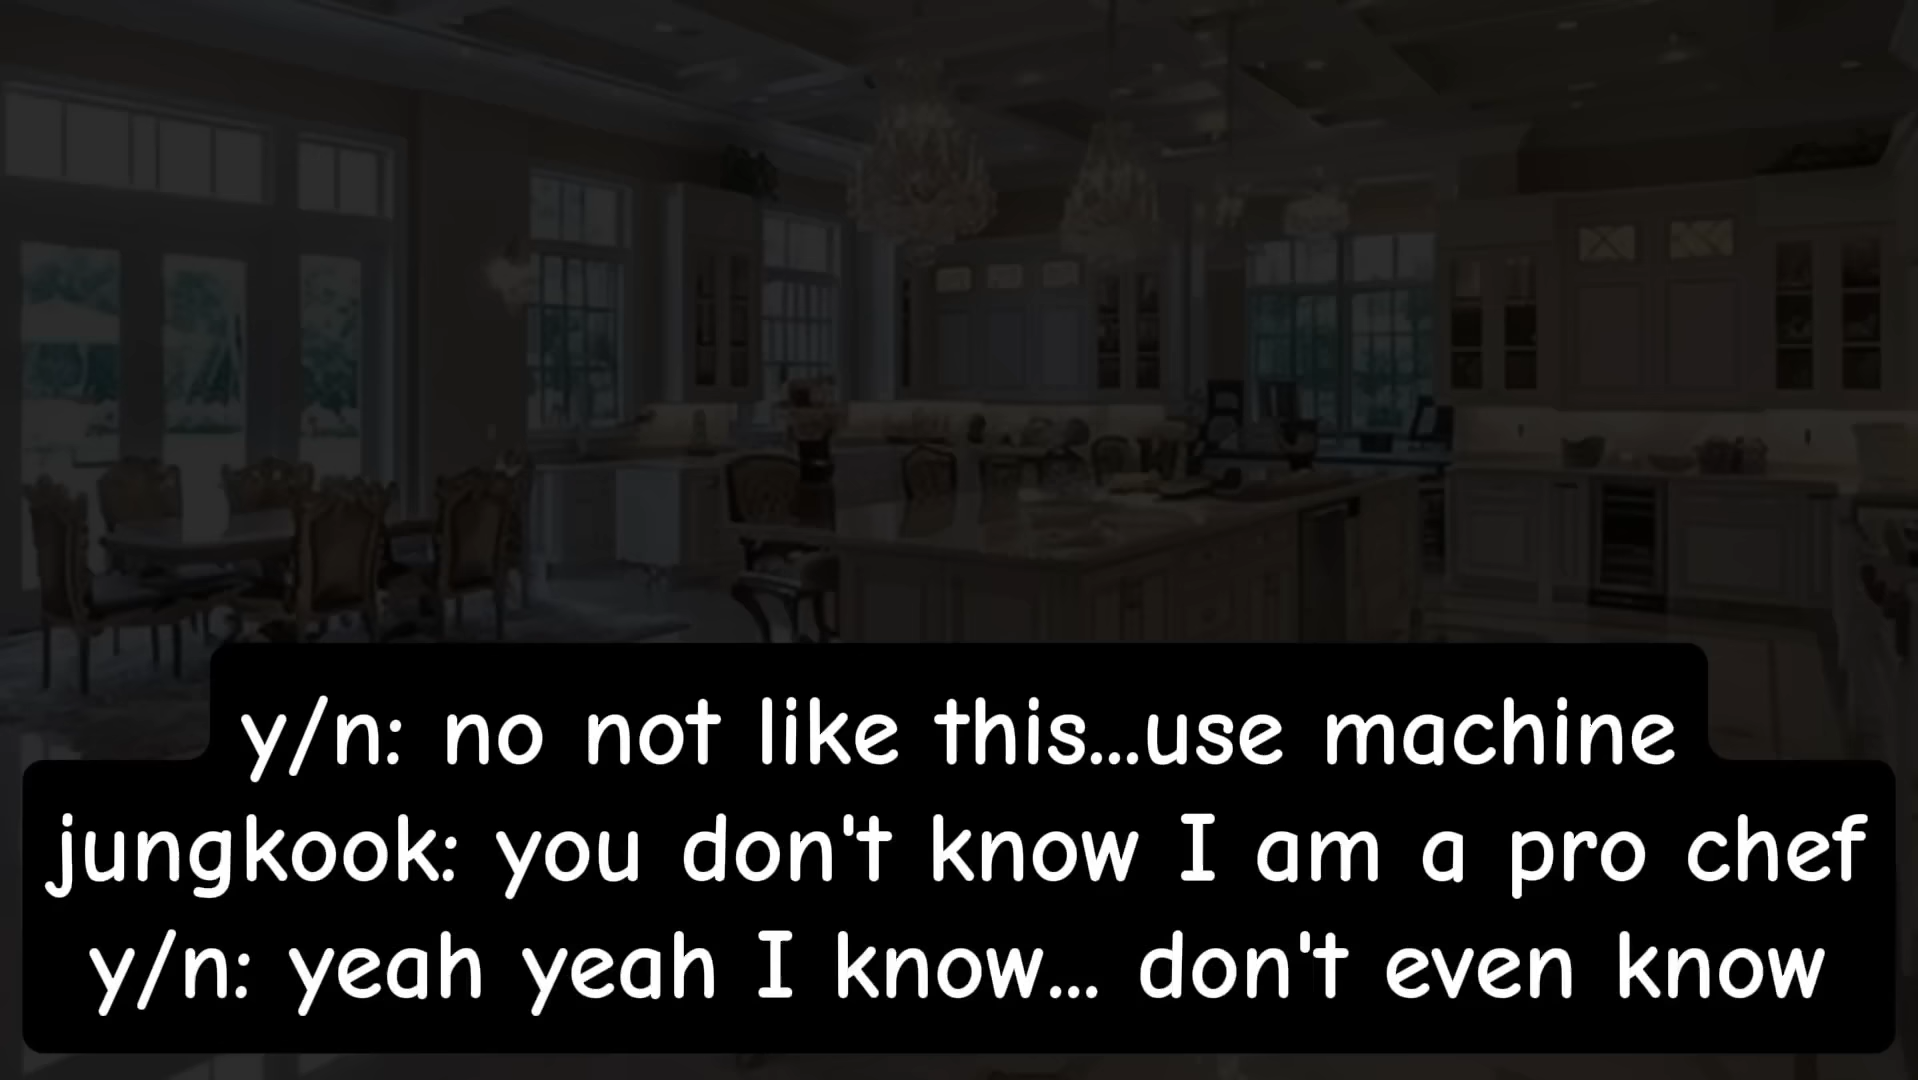 y/n: no not like this...use machine
jungkook: you don't know I am a pro chef
y/n: yeah yeah I know... don't even know